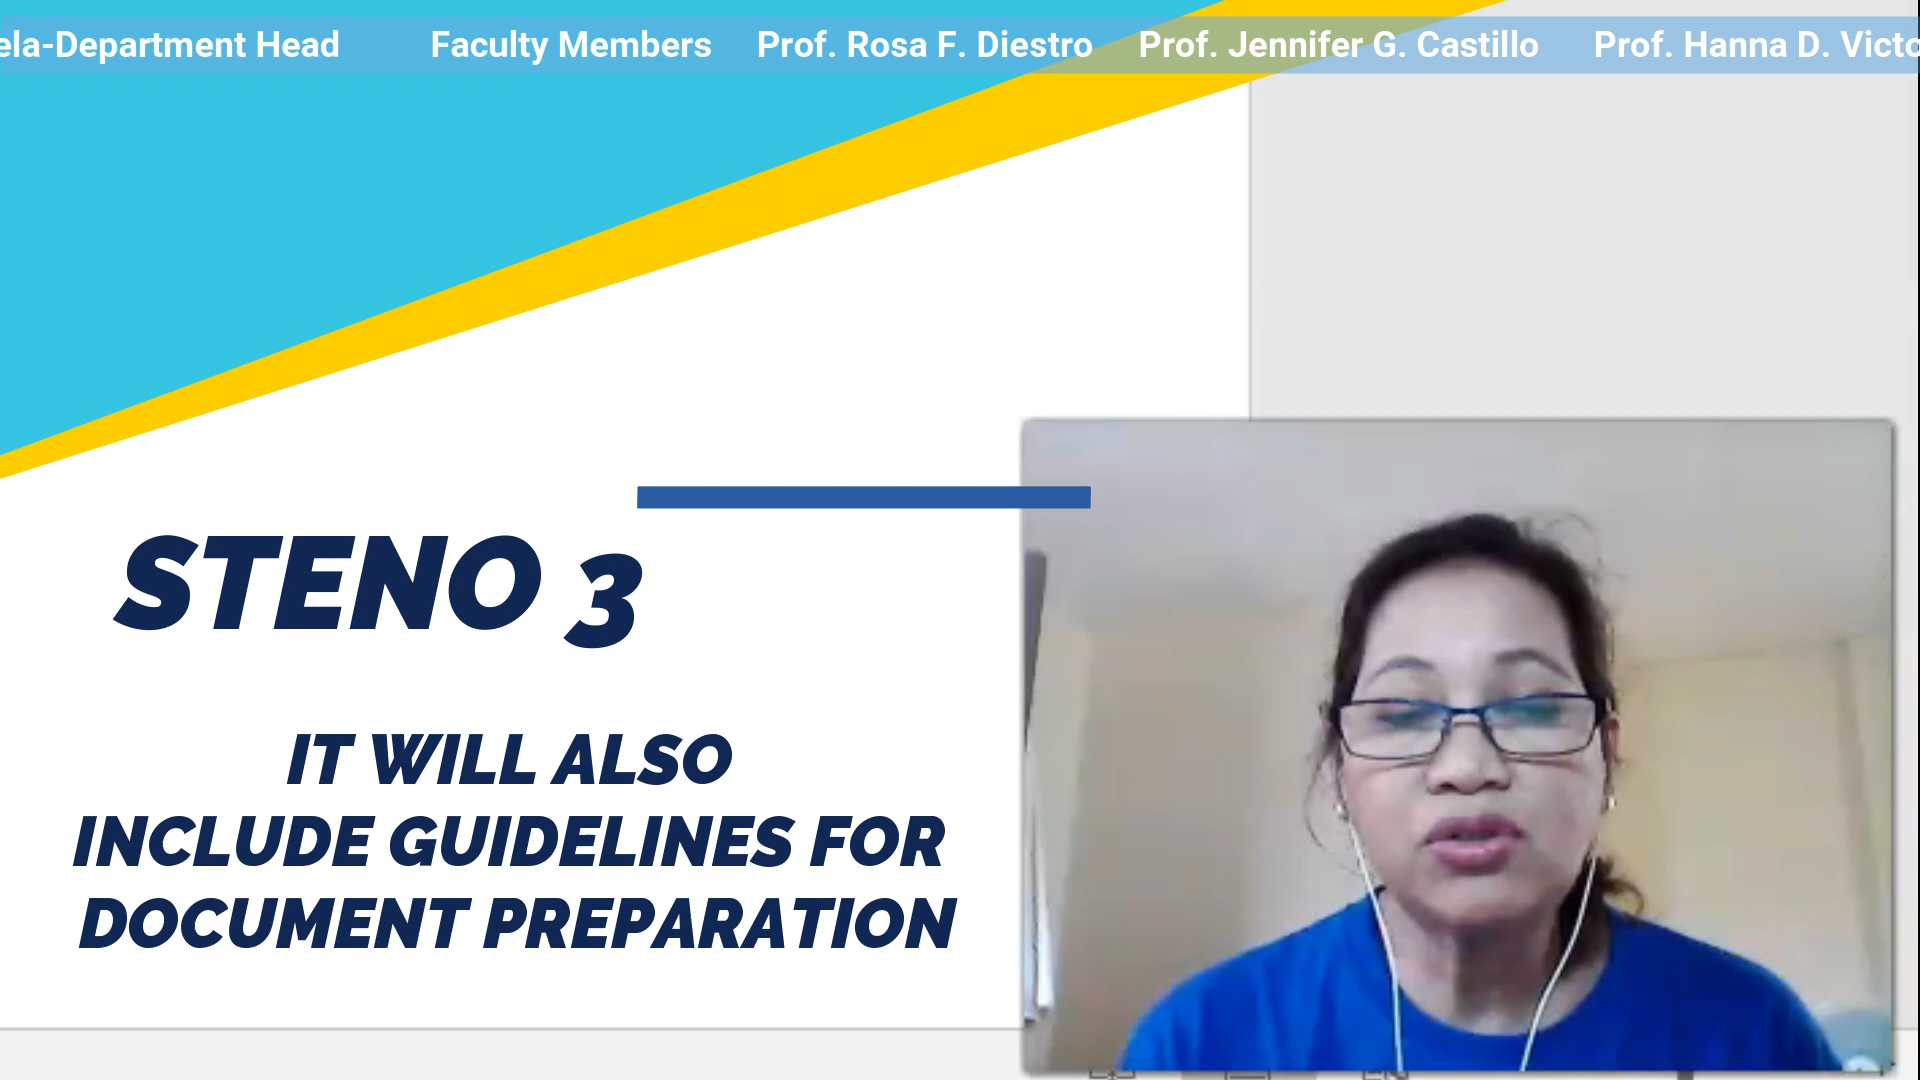 ela-Department Head Faculty Members Prof. Rosa F. Diestro Prof. Jennifer G. Castillo Prof. Hanna D. Victo
STENO 3
IT WILL ALSO
INCLUDE GUIDELINES FOR
DOCUMENT PREPARATION